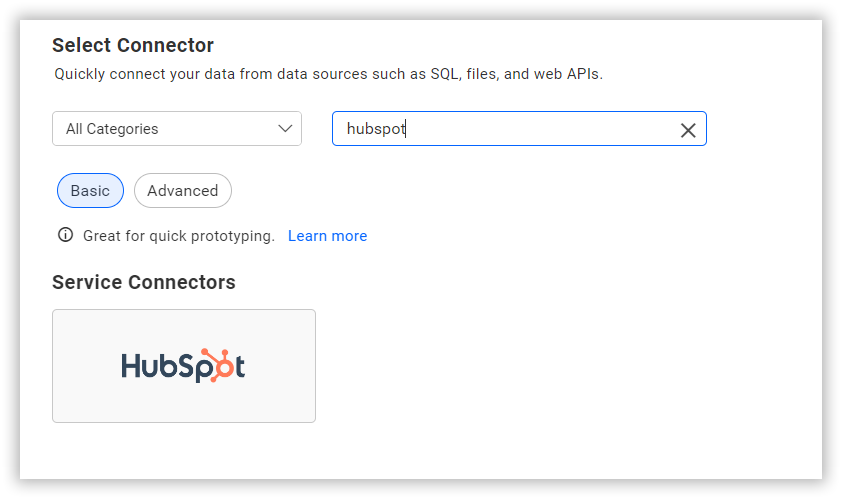 Select Connector
Quickly connect your data from data sources such as SQL, files, and web APIs.
All Categories
hubspot
Basic
Advanced
Great for quick prototyping. Learn more
Service Connectors
HubSpot